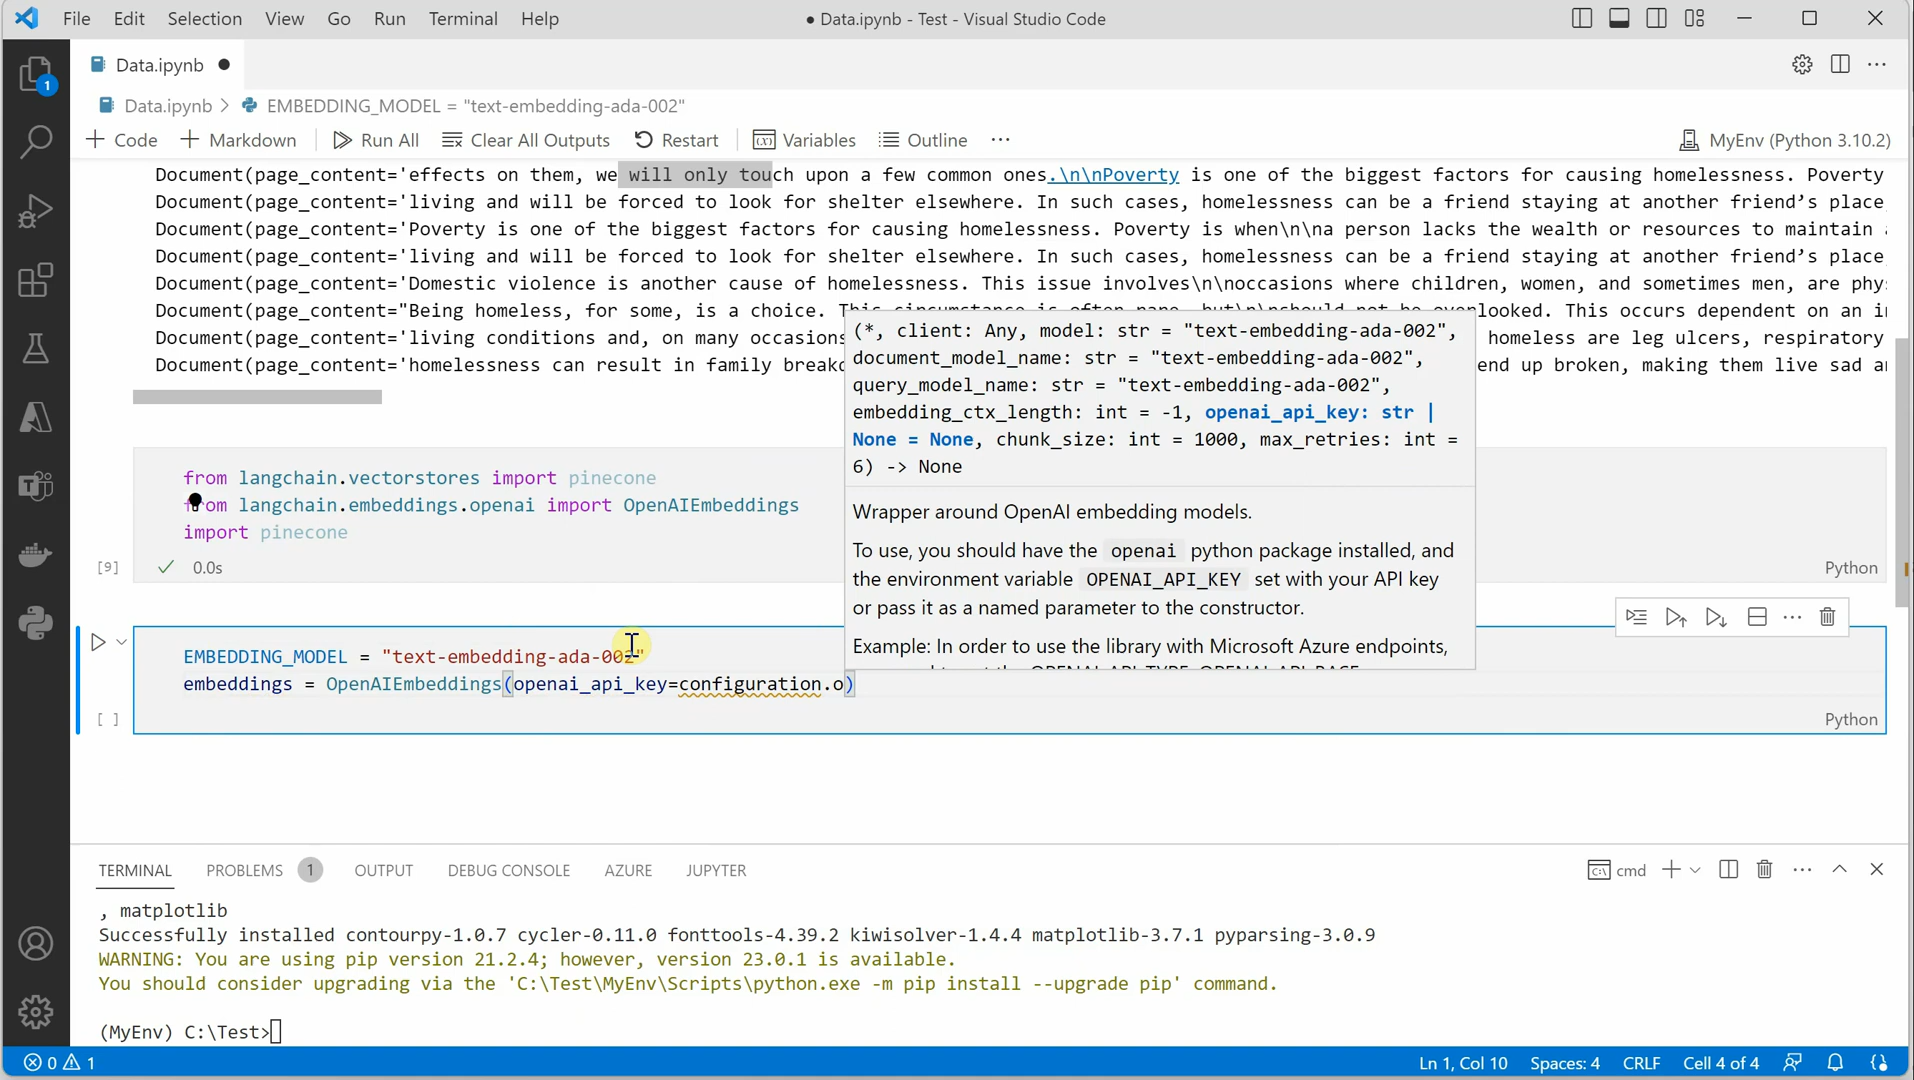 File Edit Selection View Go Run Terminal Help
● Data.ipynb - Test - Visual Studio Code
1
Data.ipynb ●
Data.ipynb > EMBEDDING_MODEL = "text-embedding-ada-002"
+ Code + Markdown Run All Clear All Outputs Restart Variables Outline ··· MyEnv (Python 3.10.2)
Document(page_content='effects on them, we will only touch upon a few common ones.\n\nPoverty is one of the biggest factors for causing homelessness. Poverty
Document(page_content='living and will be forced to look for shelter elsewhere. In such cases, homelessness can be a friend staying at another friend’s place,
Document(page_content='Poverty is one of the biggest factors for causing homelessness. Poverty is when\n\na person lacks the wealth or resources to maintain a
Document(page_content='living and will be forced to look for shelter elsewhere. In such cases, homelessness can be a friend staying at another friend’s place,
Document(page_content='Domestic violence is another cause of homelessness. This issue involves\n\noccasions where children, women, and sometimes men, are phys
Document(page_content="Being homeless, for some, is a choice. This circumstance is often rare, but\n\nshould not be overlooked. This occurs dependent on an in
Document(page_content='living conditions and, on many occasions homeless are leg ulcers, respiratory
Document(page_content='homelessness can result in family breakd end up broken, making them live sad an
(*, client: Any, model: str = "text-embedding-ada-002",
document_model_name: str = "text-embedding-ada-002",
query_model_name: str = "text-embedding-ada-002",
embedding_ctx_length: int = -1, openai_api_key: str |
None = None, chunk_size: int = 1000, max_retries: int =
6) -> None
Wrapper around OpenAI embedding models.
To use, you should have the openai python package installed, and
the environment variable OPENAI_API_KEY set with your API key
or pass it as a named parameter to the constructor.
Example: In order to use the library with Microsoft Azure endpoints,
from langchain.vectorstores import pinecone
from langchain.embeddings.openai import OpenAIEmbeddings
import pinecone
[9] ✓ 0.0s Python
EMBEDDING_MODEL = "text-embedding-ada-002"
embeddings = OpenAIEmbeddings(openai_api_key=configuration.o)
[ ] Python
TERMINAL PROBLEMS 1 OUTPUT DEBUG CONSOLE AZURE JUPYTER cmd
, matplotlib
Successfully installed contourpy-1.0.7 cycler-0.11.0 fonttools-4.39.2 kiwisolver-1.4.4 matplotlib-3.7.1 pyparsing-3.0.9
WARNING: You are using pip version 21.2.4; however, version 23.0.1 is available.
You should consider upgrading via the 'C:\Test\MyEnv\Scripts\python.exe -m pip install --upgrade pip' command.
(MyEnv) C:\Test>
0 1 Ln 1, Col 10 Spaces: 4 CRLF Cell 4 of 4